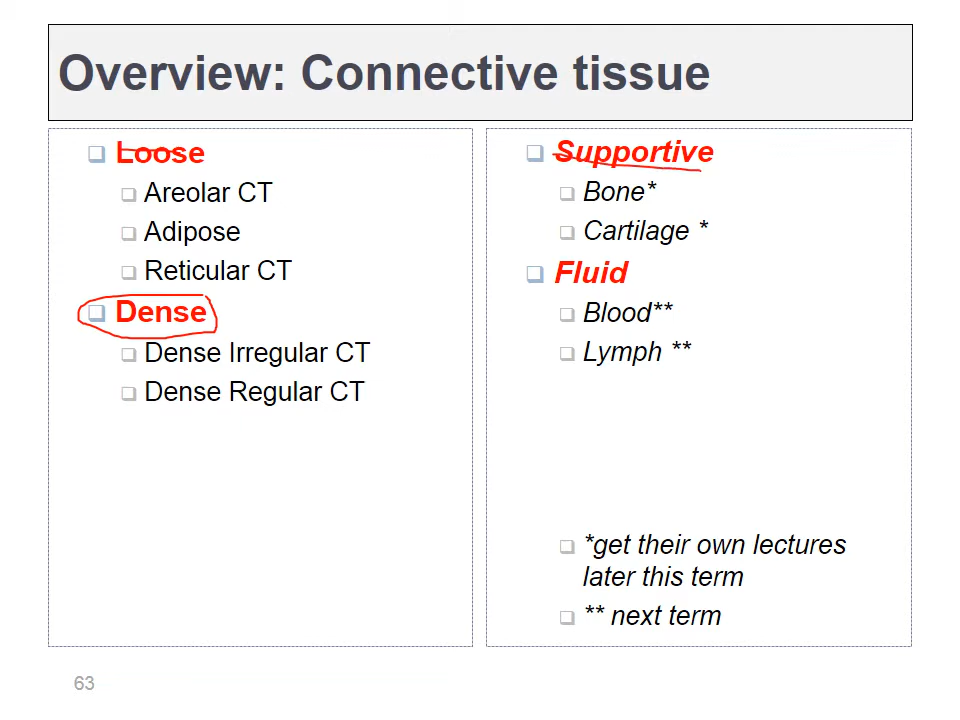 Overview: Connective tissue
Loose
Areolar CT
Adipose
Reticular CT
Dense
Dense Irregular CT
Dense Regular CT
Supportive
Bone*
Cartilage *
Fluid
Blood**
Lymph **
*get their own lectures
later this term
** next term
63